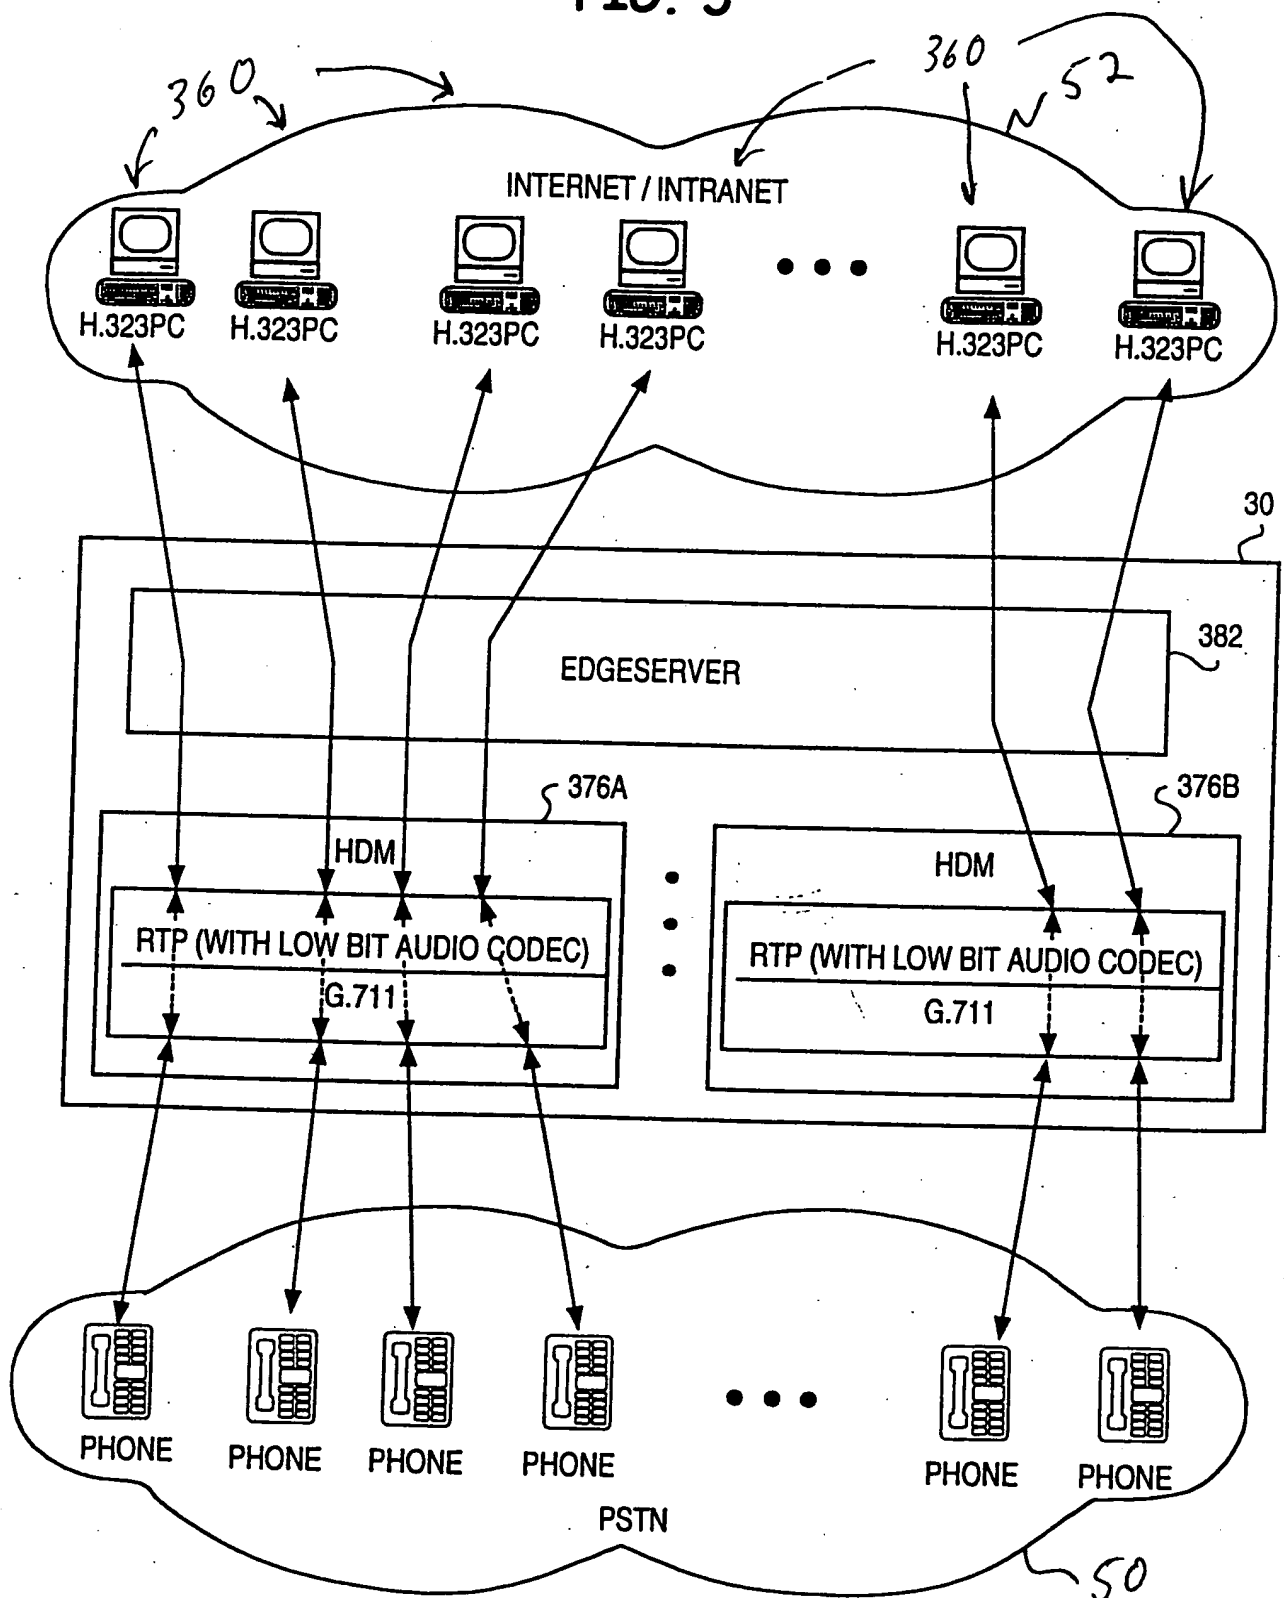 FIG. 5
360 360 52
INTERNET / INTRANET
H.323PC H.323PC H.323PC H.323PC H.323PC H.323PC
30
EDGESERVER
382
376A 376B
HDM HDM
RTP (WITH LOW BIT AUDIO CODEC) RTP (WITH LOW BIT AUDIO CODEC)
G.711 G.711
PHONE PHONE PHONE PHONE PHONE PHONE
PSTN
50